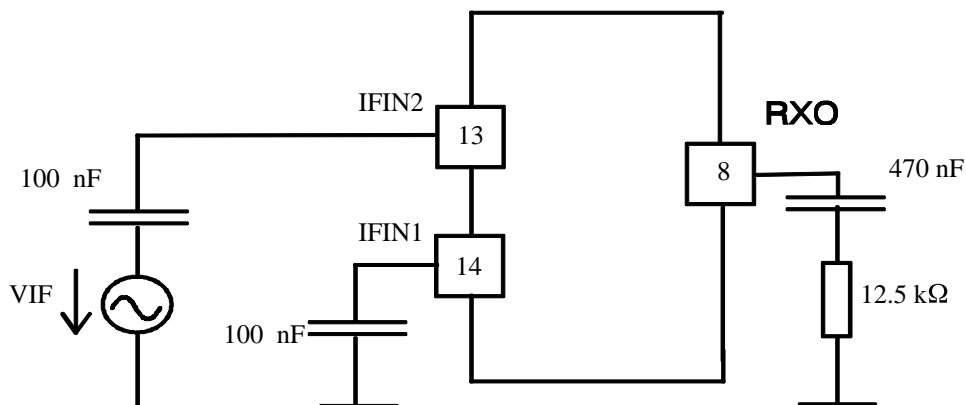 IFIN2
13
RXO
100 nF
8
470 nF
IFIN1
14
VIF
12.5 kΩ
100 nF